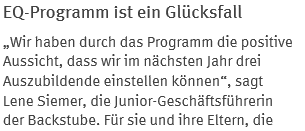 EQ-Programm ist ein Glücksfall
„Wir haben durch das Programm die positive
Aussicht, dass wir im nächsten Jahr drei
Auszubildende einstellen können“, sagt
Lene Siemer, die Junior-Geschäftsführerin
der Backstube. Für sie und ihre Eltern, die